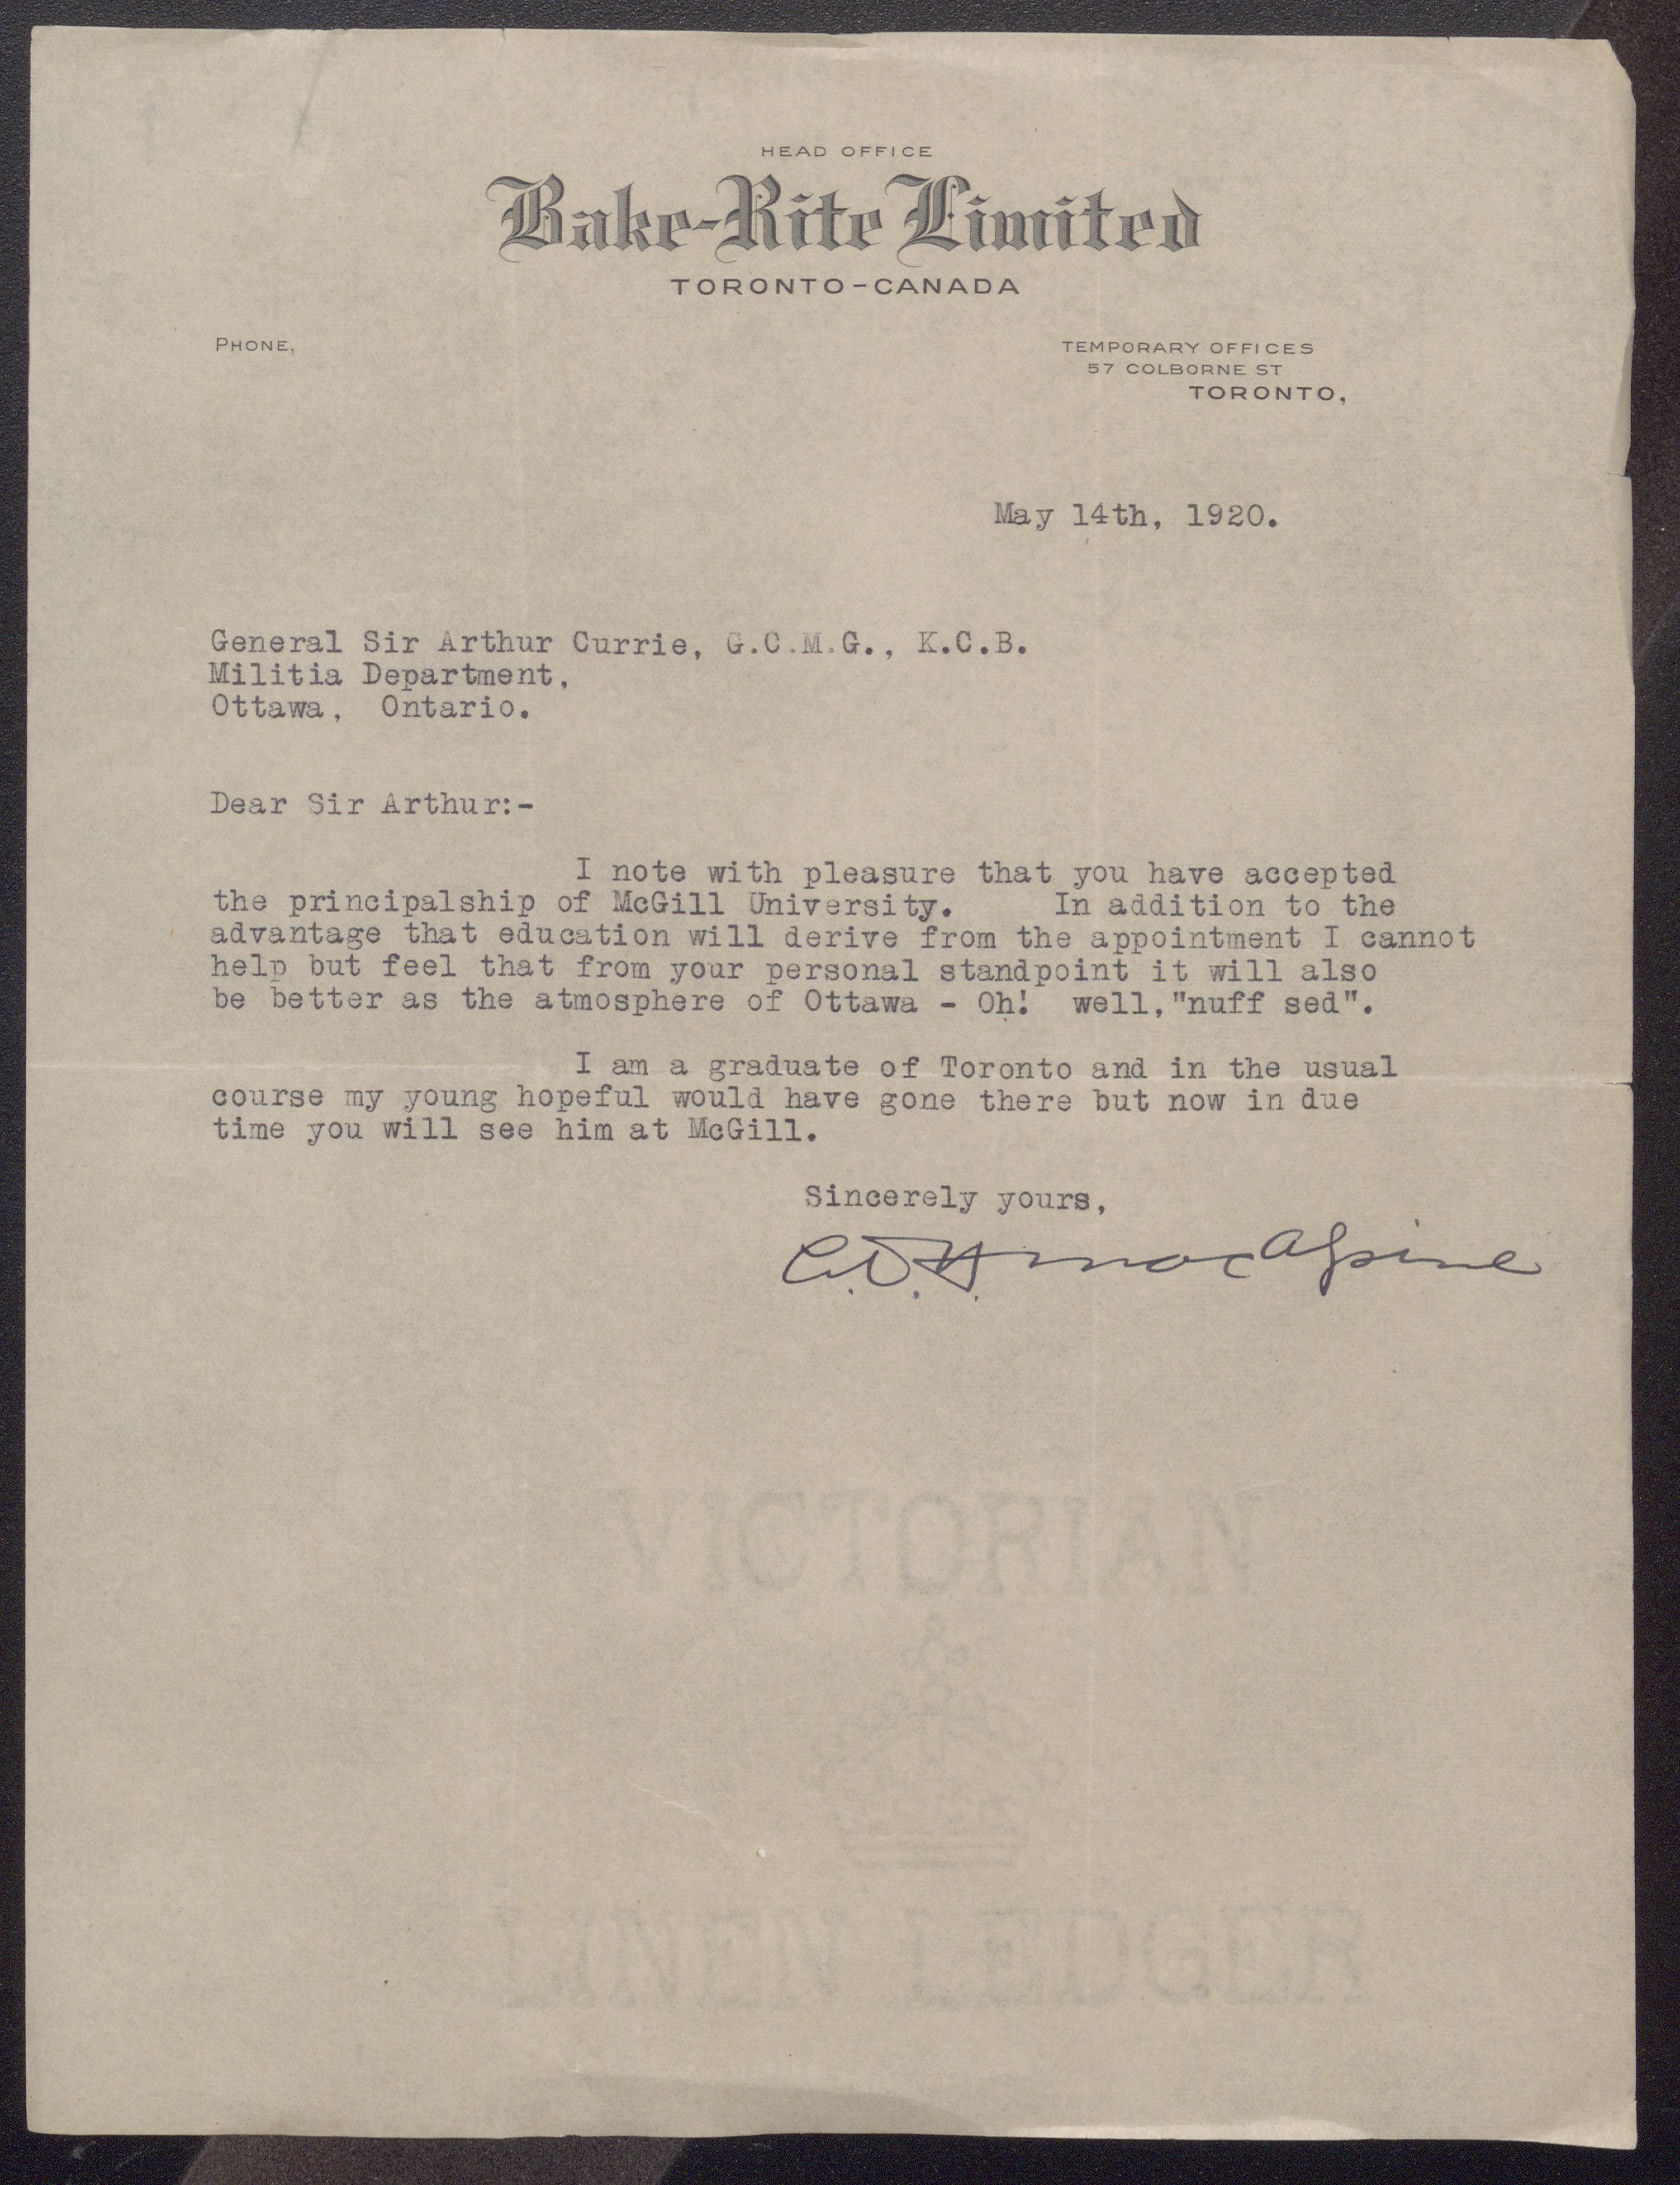 HEAD OFFICE
Bake-Rite Limited
TORONTO-CANADA
PHONE,
TEMPORARY OFFICES
57 COLBORNE ST
TORONTO,
May 14th, 1920.
General Sir Arthur Currie, G.C.M.G., K.C.B.
Militia Department,
Ottawa, Ontario.
Dear Sir Arthur:-
I note with pleasure that you have accepted
the principalship of McGill University. In addition to the
advantage that education will derive from the appointment I cannot
help but feel that from your personal standpoint it will also
be better as the atmosphere of Ottawa - Oh! well,"nuff sed".
I am a graduate of Toronto and in the usual
course my young hopeful would have gone there but now in due
time you will see him at McGill.
Sincerely yours,
MacAlpine
VICTORIAN
LINEN LEDGER